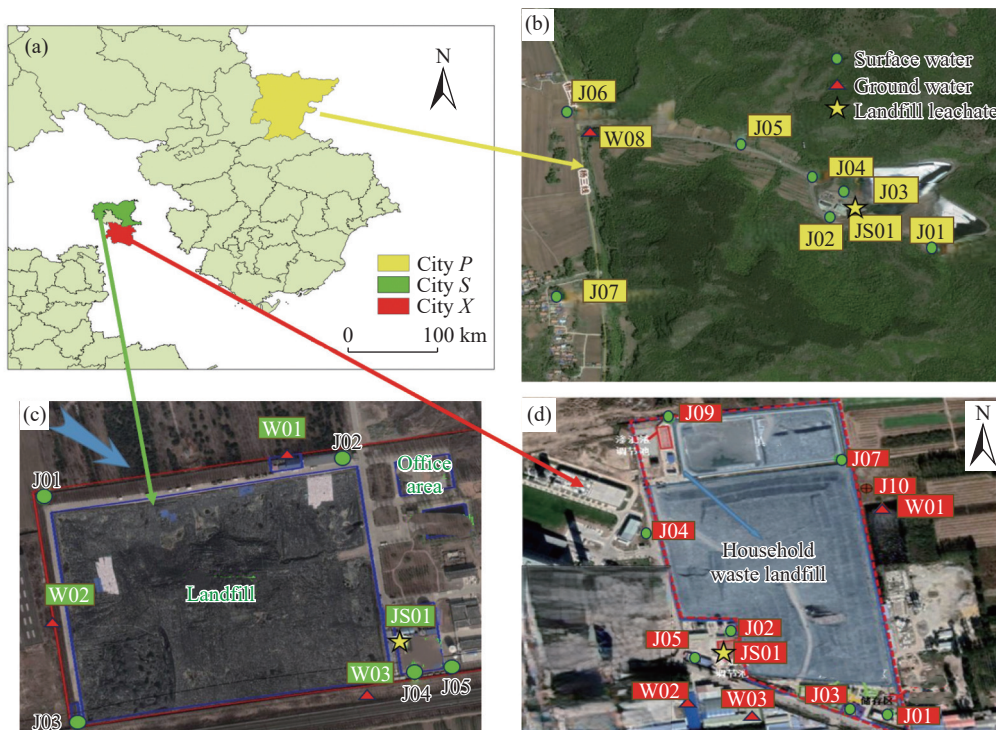 (a)
N
City P
City S
City X
0
100 km
(b)
Surface water
Ground water
Landfill leachate
J06
W08
J05
J04
J03
J02
JS01
J01
J07
(c)
W01
J02
J01
Office
area
W02
Landfill
JS01
W03
J04
J05
J03
(d)
N
J09
J07
J10
W01
J04
Household
waste landfill
J02
J05
JS01
W02
W03
J03
J01